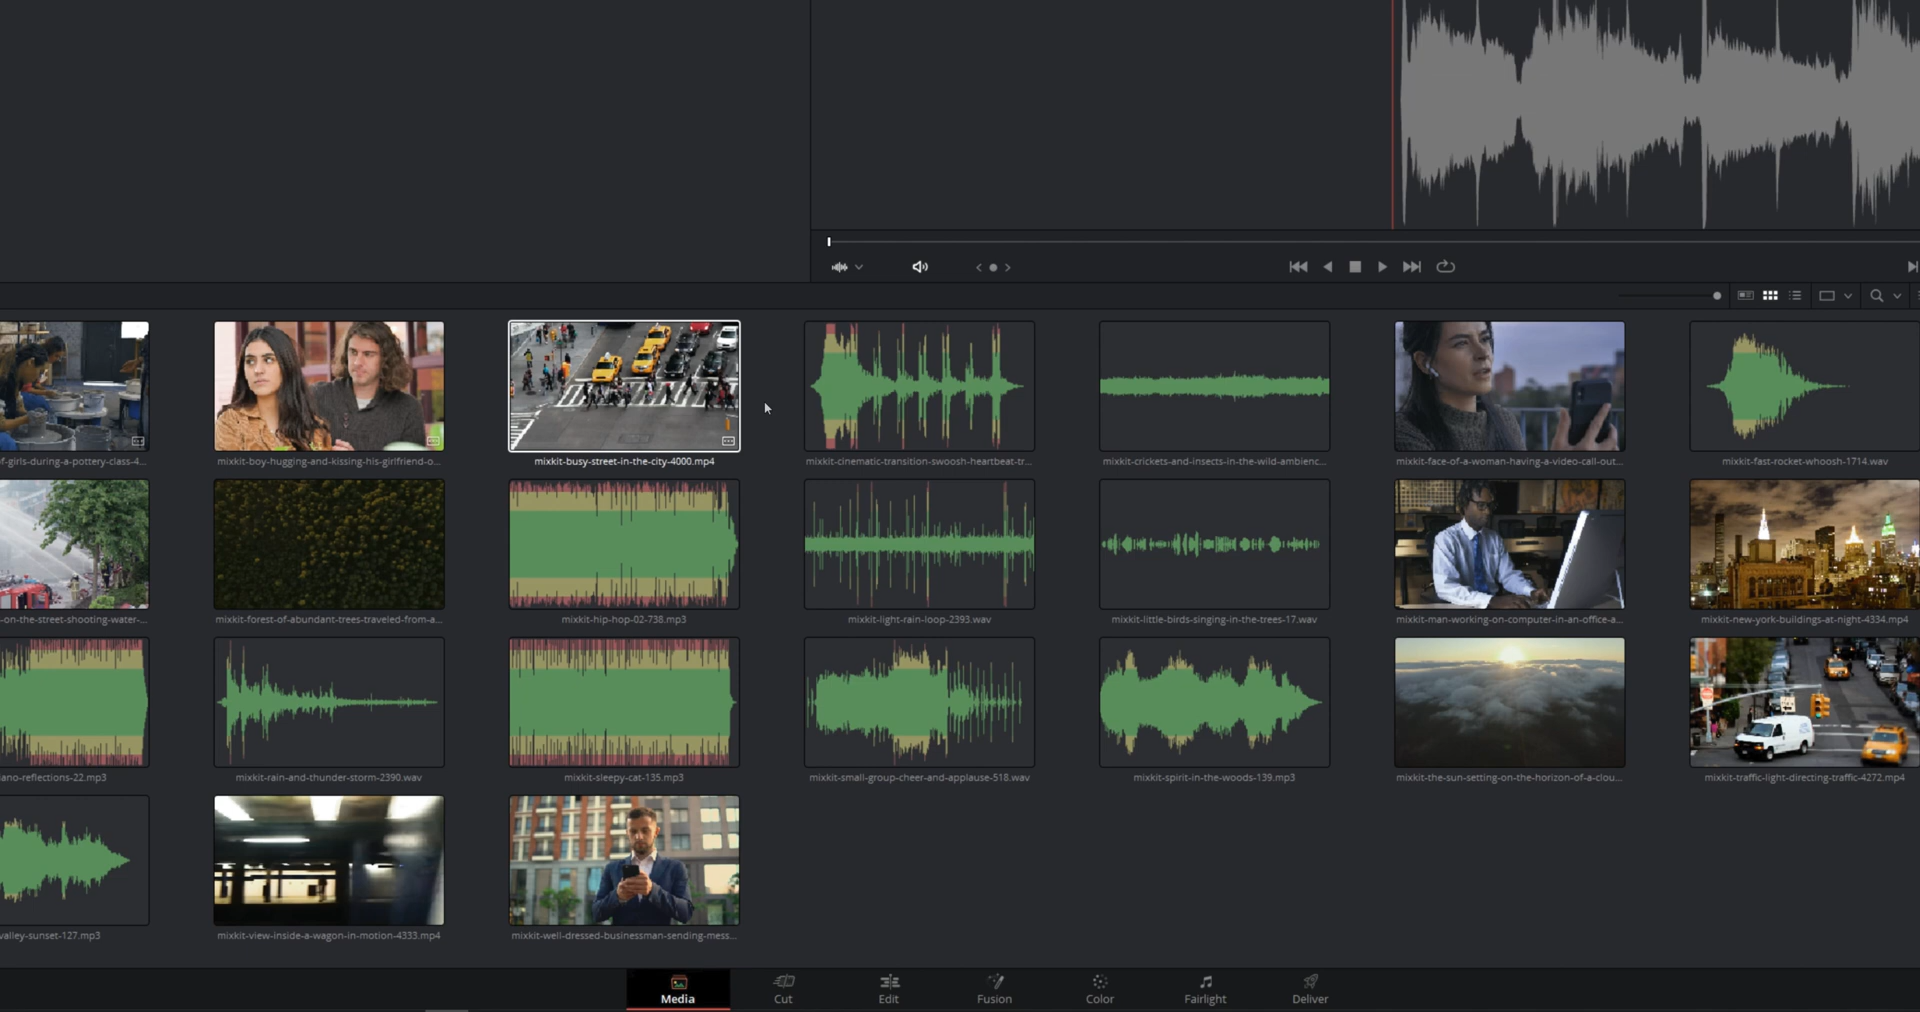 of-girls-during-a-pottery-class-4...
mixkit-boy-hugging-and-kissing-his-girlfriend-o...
mixkit-busy-street-in-the-city-4000.mp4
mixkit-cinematic-transition-swoosh-heartbeat-tr...
mixkit-crickets-and-insects-in-the-wild-ambienc...
mixkit-face-of-a-woman-having-a-video-call-out...
mixkit-fast-rocket-whoosh-1714.wav
-on-the-street-shooting-water-...
mixkit-forest-of-abundant-trees-traveled-from-a...
mixkit-hip-hop-02-738.mp3
mixkit-light-rain-loop-2393.wav
mixkit-little-birds-singing-in-the-trees-17.wav
mixkit-man-working-on-computer-in-an-office-a...
mixkit-new-york-buildings-at-night-4334.mp4
iano-reflections-22.mp3
mixkit-rain-and-thunder-storm-2390.wav
mixkit-sleepy-cat-135.mp3
mixkit-small-group-cheer-and-applause-518.wav
mixkit-spirit-in-the-woods-139.mp3
mixkit-the-sun-setting-on-the-horizon-of-a-clou...
mixkit-traffic-light-directing-traffic-4272.mp4
valley-sunset-127.mp3
mixkit-view-inside-a-wagon-in-motion-4333.mp4
mixkit-well-dressed-businessman-sending-mess...
Media
Cut
Edit
Fusion
Color
Fairlight
Deliver